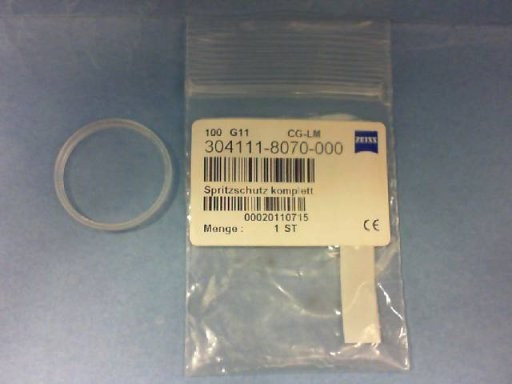 100 G11 CG-LM
304111-8070-000
ZEISS
Spritzschutz komplett
00020110715
Menge : 1 ST
CE